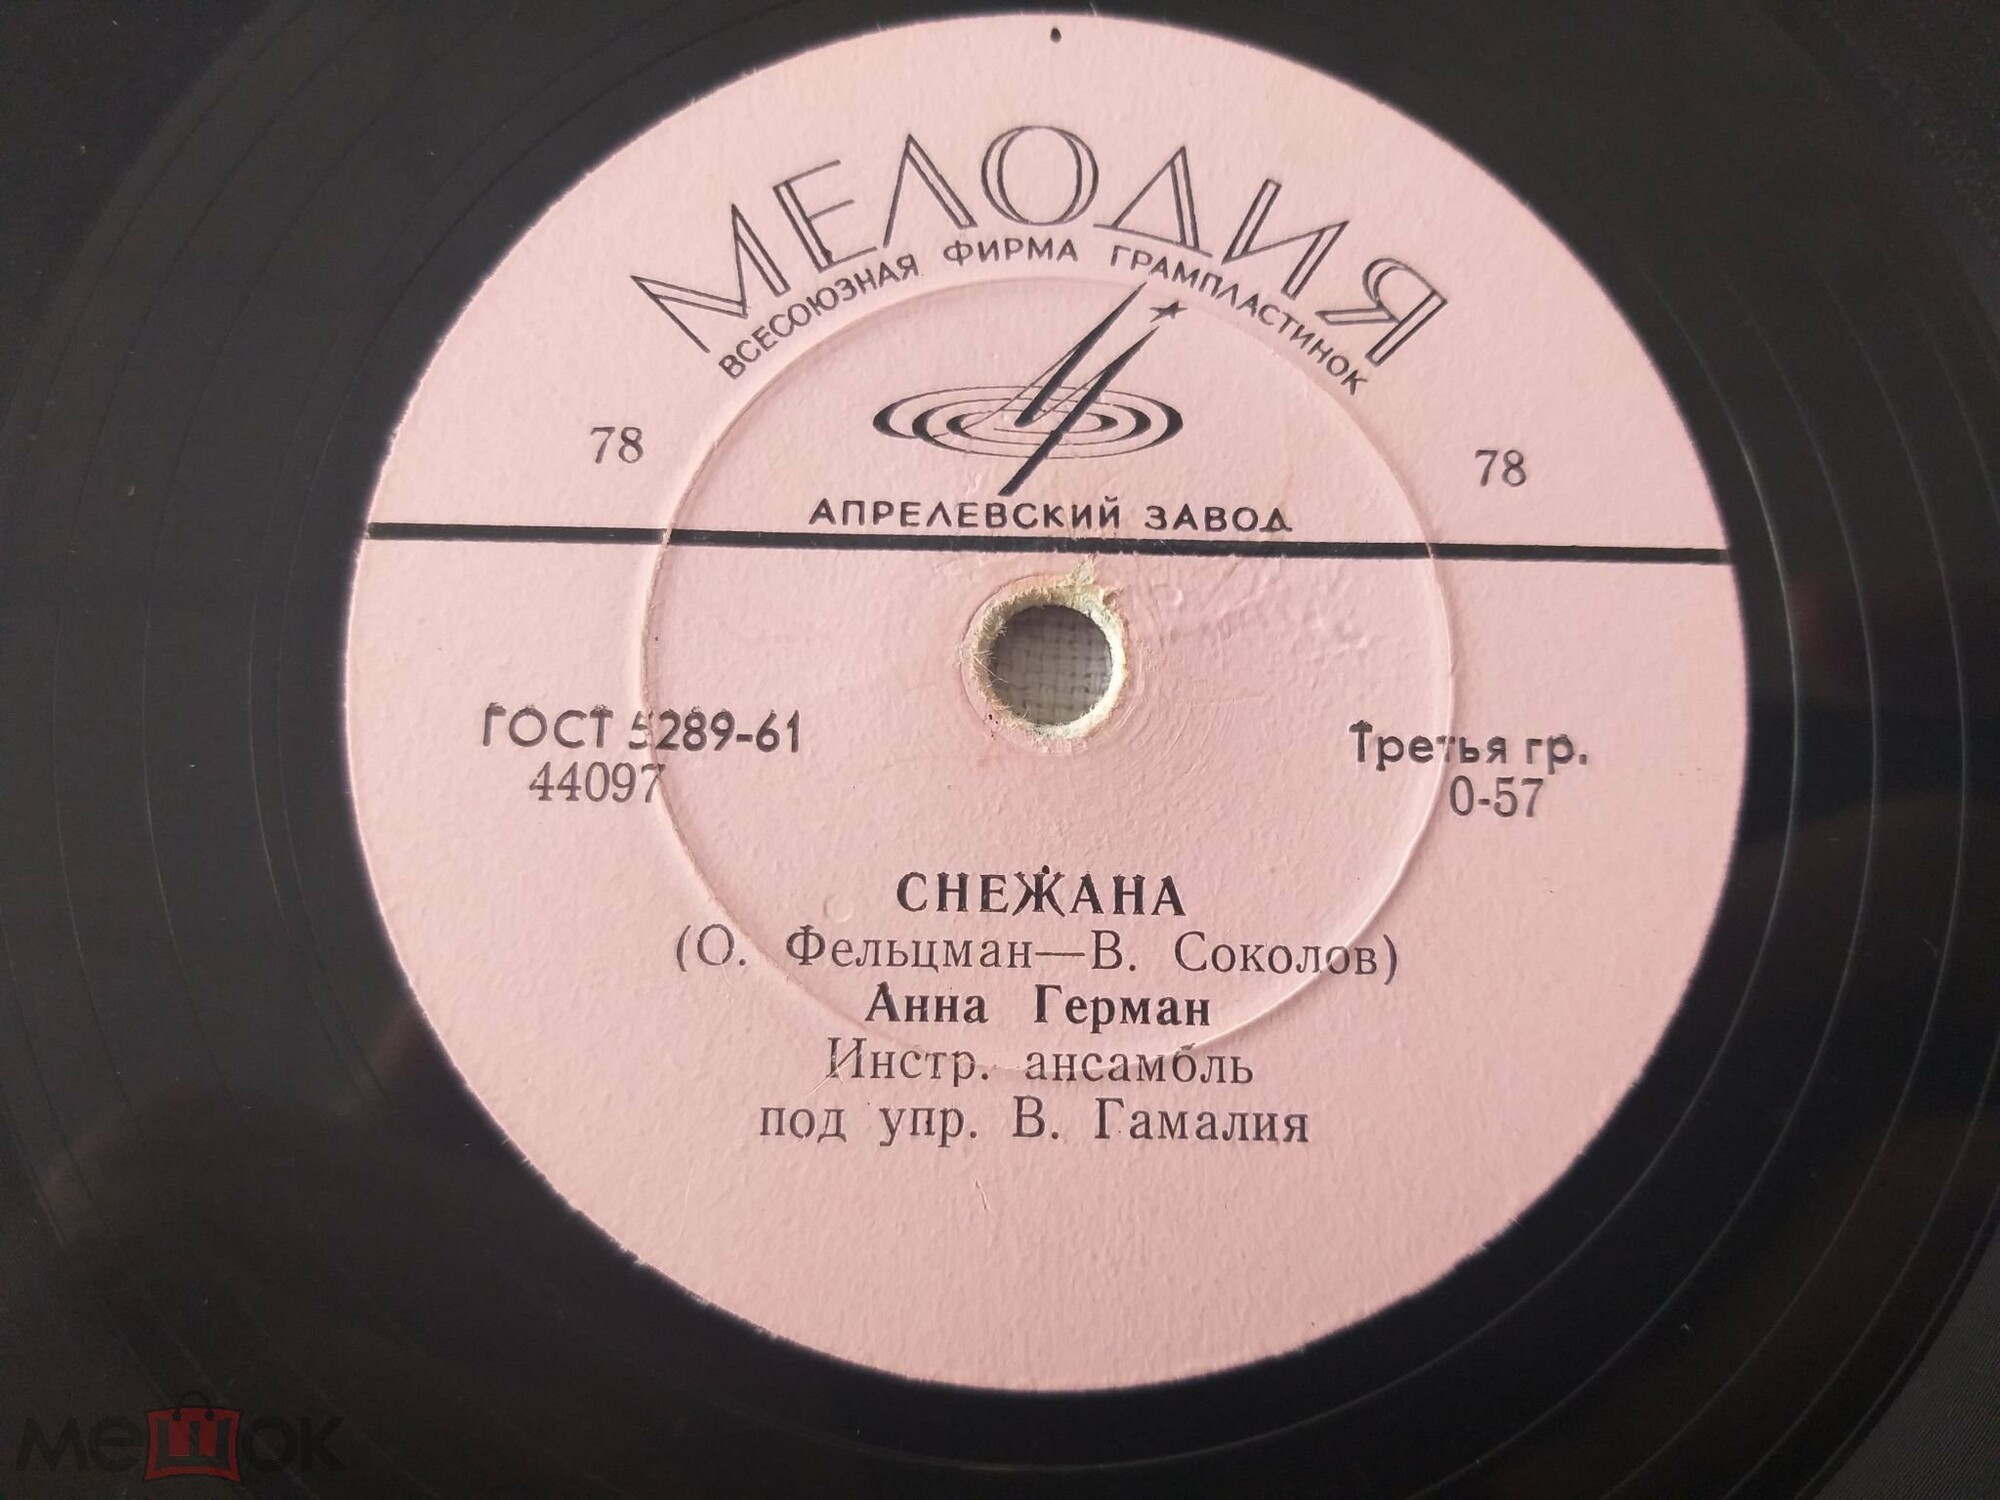 МЕЛОДИЯ
ВСЕСОЮЗНАЯ ФИРМА ГРАМПЛАСТИНОК
78 78
АПРЕЛЕВСКИЙ ЗАВОД
ГОСТ 5289-61 Третья гр.
44097 0-57
СНЕЖАНА
(О. Фельцман—В. Соколов)
Анна Герман
Инстр. ансамбль
под упр. В. Гамалия
мешок